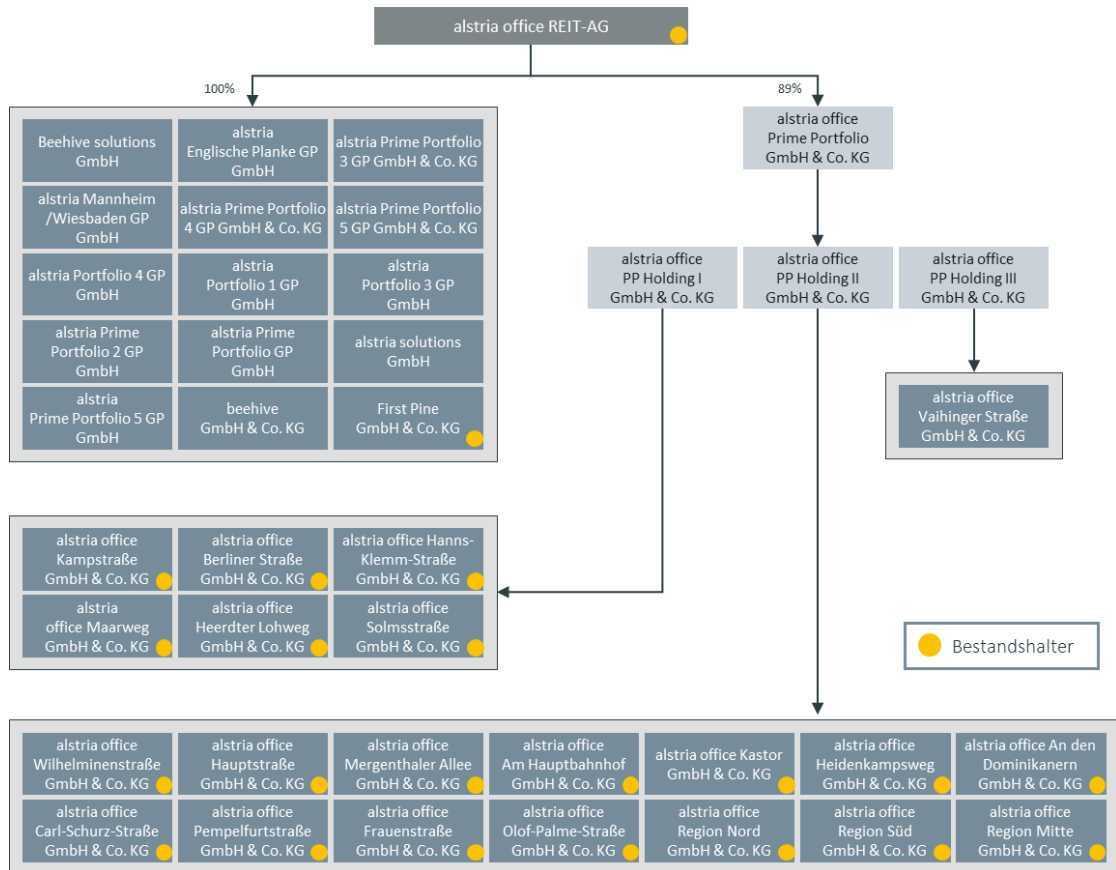 alstria office REIT-AG
100%
89%
Beehive solutions
GmbH
alstria
Englische Planke GP
GmbH
alstria Prime Portfolio
3 GP GmbH & Co. KG
alstria Mannheim
/Wiesbaden GP
GmbH
alstria Prime Portfolio
4 GP GmbH & Co. KG
alstria Prime Portfolio
5 GP GmbH & Co. KG
alstria Portfolio 4 GP
GmbH
alstria
Portfolio 1 GP
GmbH
alstria
Portfolio 3 GP
GmbH
alstria Prime
Portfolio 2 GP
GmbH
alstria Prime
Portfolio GP
GmbH
alstria solutions
GmbH
alstria
Prime Portfolio 5 GP
GmbH
beehive
GmbH & Co. KG
First Pine
GmbH & Co. KG
alstria office
Prime Portfolio
GmbH & Co. KG
alstria office
PP Holding I
GmbH & Co. KG
alstria office
PP Holding II
GmbH & Co. KG
alstria office
PP Holding III
GmbH & Co. KG
alstria office
Vaihinger Straße
GmbH & Co. KG
alstria office
Kampstraße
GmbH & Co. KG
alstria office
Berliner Straße
GmbH & Co. KG
alstria office Hanns-
Klemm-Straße
GmbH & Co. KG
alstria
office Maarweg
GmbH & Co. KG
alstria office
Heerdter Lohweg
GmbH & Co. KG
alstria office
Solmsstraße
GmbH & Co. KG
Bestandshalter
alstria office
Wilhelminenstraße
GmbH & Co. KG
alstria office
Hauptstraße
GmbH & Co. KG
alstria office
Mergenthaler Allee
GmbH & Co. KG
alstria office
Am Hauptbahnhof
GmbH & Co. KG
alstria office Kastor
GmbH & Co. KG
alstria office
Heidenkampsweg
GmbH & Co. KG
alstria office An den
Dominikanern
GmbH & Co. KG
alstria office
Carl-Schurz-Straße
GmbH & Co. KG
alstria office
Pempelfurtstraße
GmbH & Co. KG
alstria office
Frauenstraße
GmbH & Co. KG
alstria office
Olof-Palme-Straße
GmbH & Co. KG
alstria office
Region Nord
GmbH & Co. KG
alstria office
Region Süd
GmbH & Co. KG
alstria office
Region Mitte
GmbH & Co. KG